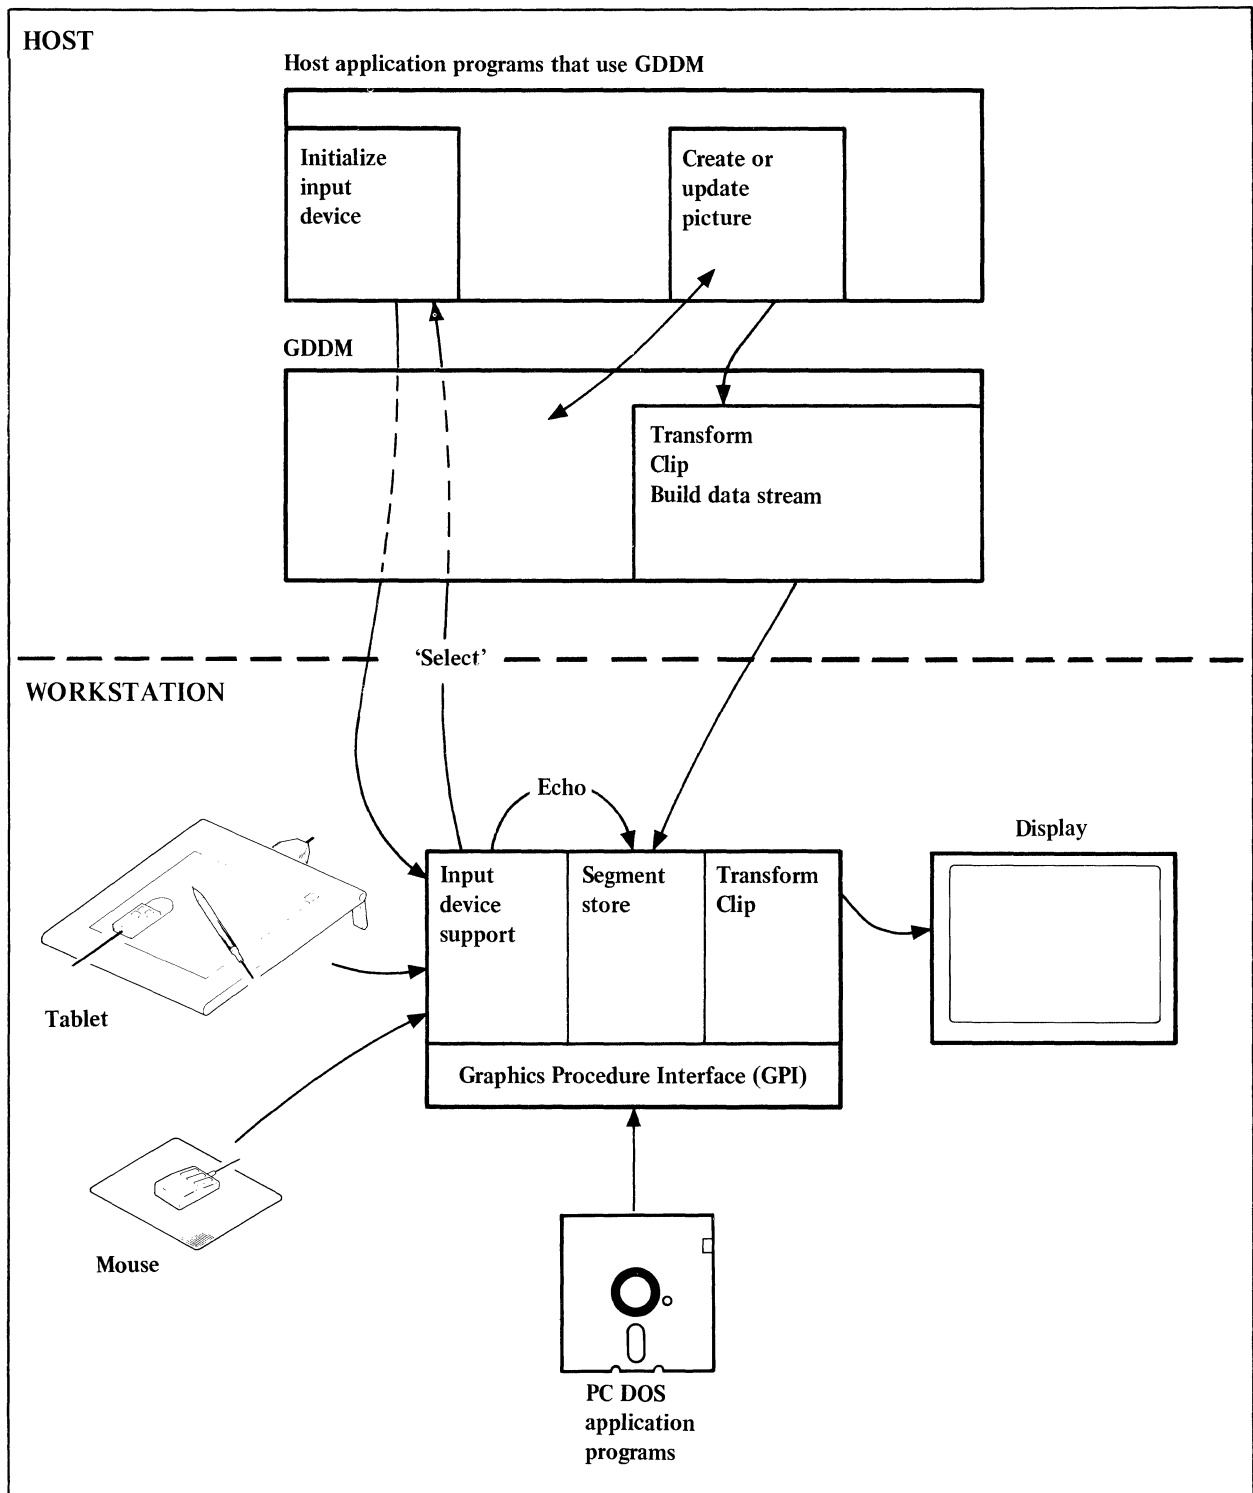 HOST
Host application programs that use GDDM
Initialize
input
device
Create or
update
picture
GDDM
Transform
Clip
Build data stream
‘Select’
WORKSTATION
Echo
Display
Input
device
support
Segment
store
Transform
Clip
Tablet
Graphics Procedure Interface (GPI)
Mouse
PC DOS
application
programs